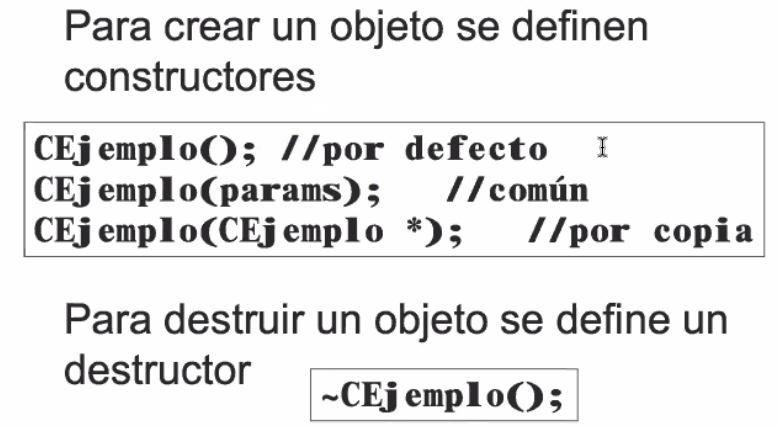 Para crear un objeto se definen
constructores
CEjemplo(); //por defecto
CEjemplo(params); //común
CEjemplo(CEjemplo *); //por copia
Para destruir un objeto se define un
destructor
~CEjemplo();